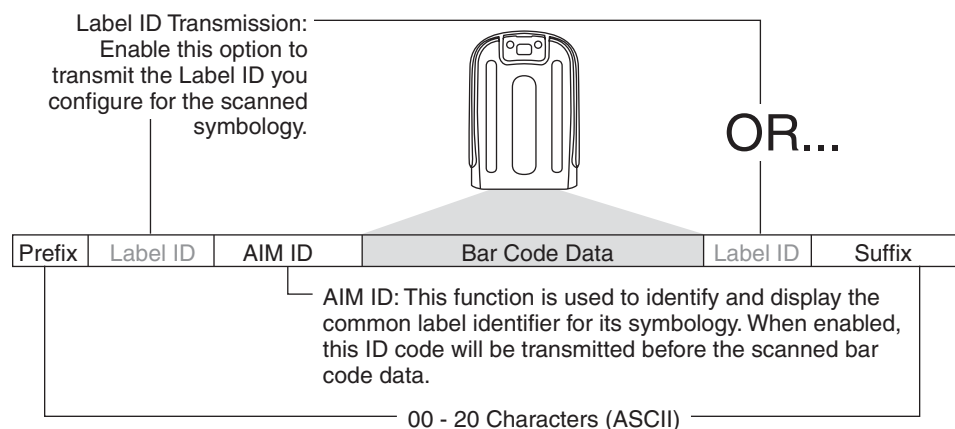 Label ID Transmission:
Enable this option to
transmit the Label ID you
configure for the scanned
symbology.
OR...
Prefix Label ID AIM ID Bar Code Data Label ID Suffix
AIM ID: This function is used to identify and display the
common label identifier for its symbology. When enabled,
this ID code will be transmitted before the scanned bar
code data.
00 - 20 Characters (ASCII)